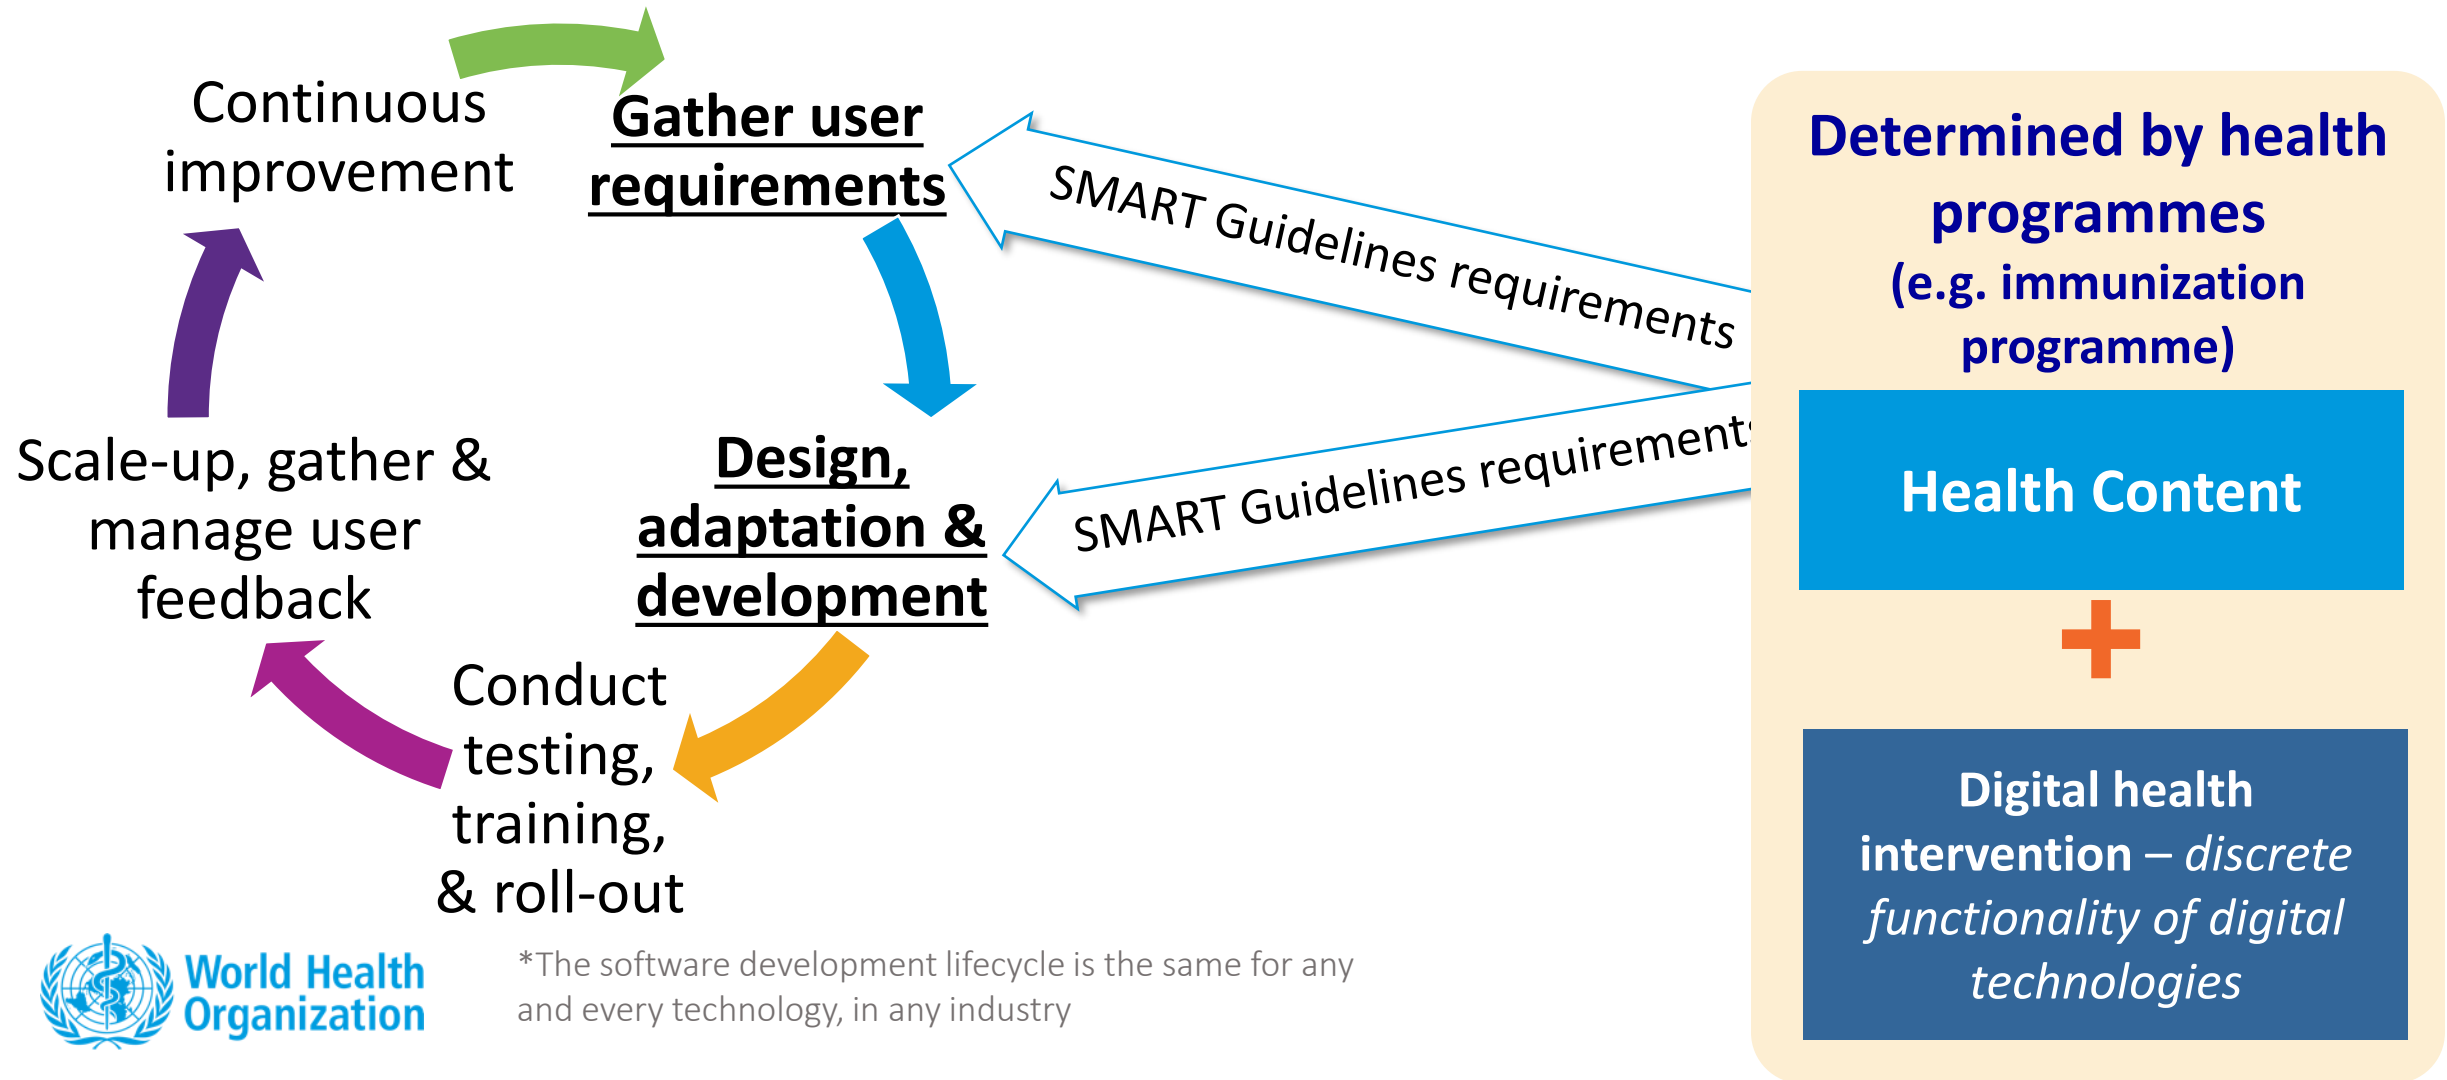 Continuous
improvement
Gather user
requirements
Design,
adaptation &
development
Conduct
testing,
training,
& roll-out
Scale-up, gather &
manage user
feedback
SMART Guidelines requirements
SMART Guidelines requirements
Determined by health
programmes
(e.g. immunization
programme)
Health Content
Digital health
intervention – discrete
functionality of digital
technologies
World Health
Organization
*The software development lifecycle is the same for any
and every technology, in any industry